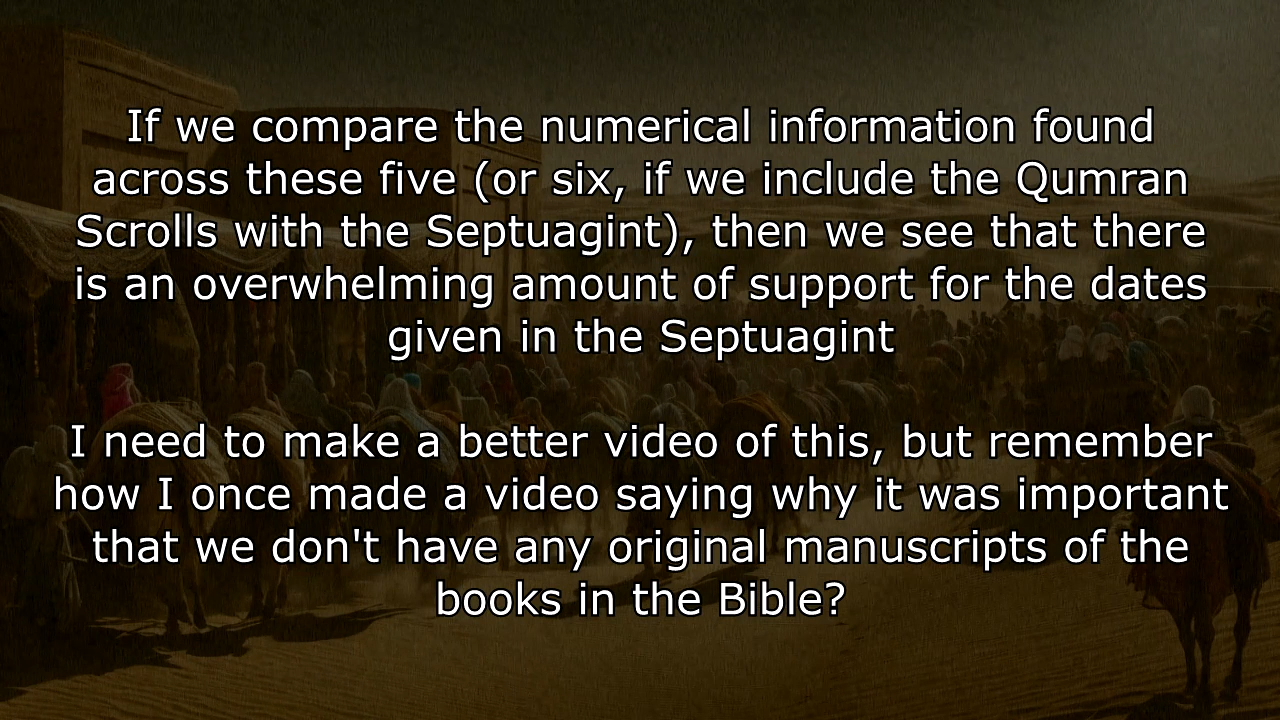 If we compare the numerical information found
across these five (or six, if we include the Qumran
Scrolls with the Septuagint), then we see that there
is an overwhelming amount of support for the dates
given in the Septuagint
I need to make a better video of this, but remember
how I once made a video saying why it was important
that we don't have any original manuscripts of the
books in the Bible?